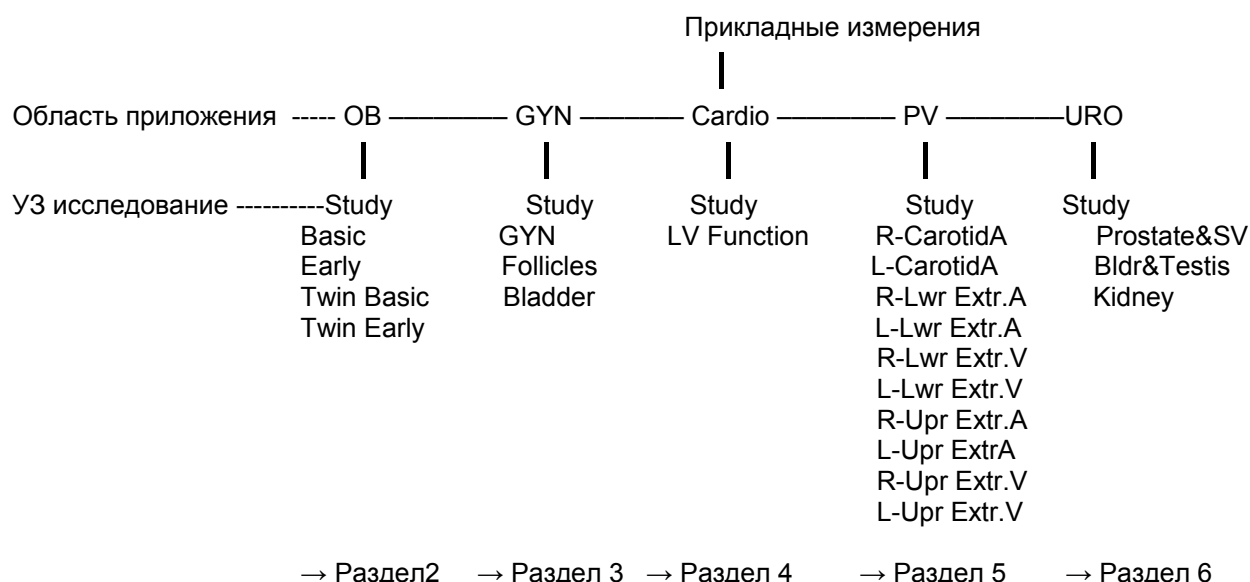 Прикладные измерения
Область приложения ----- OB –––––––– GYN ––––––– Cardio –––––––– PV ––––––––URO
УЗ исследование ----------Study Study Study Study Study
Basic GYN LV Function R-CarotidA Prostate&SV
Early Follicles L-CarotidA Bldr&Testis
Twin Basic Bladder R-Lwr Extr.A Kidney
Twin Early L-Lwr Extr.A
R-Lwr Extr.V
L-Lwr Extr.V
R-Upr Extr.A
L-Upr ExtrA
R-Upr Extr.V
L-Upr Extr.V
→ Раздел2 → Раздел 3 → Раздел 4 → Раздел 5 → Раздел 6